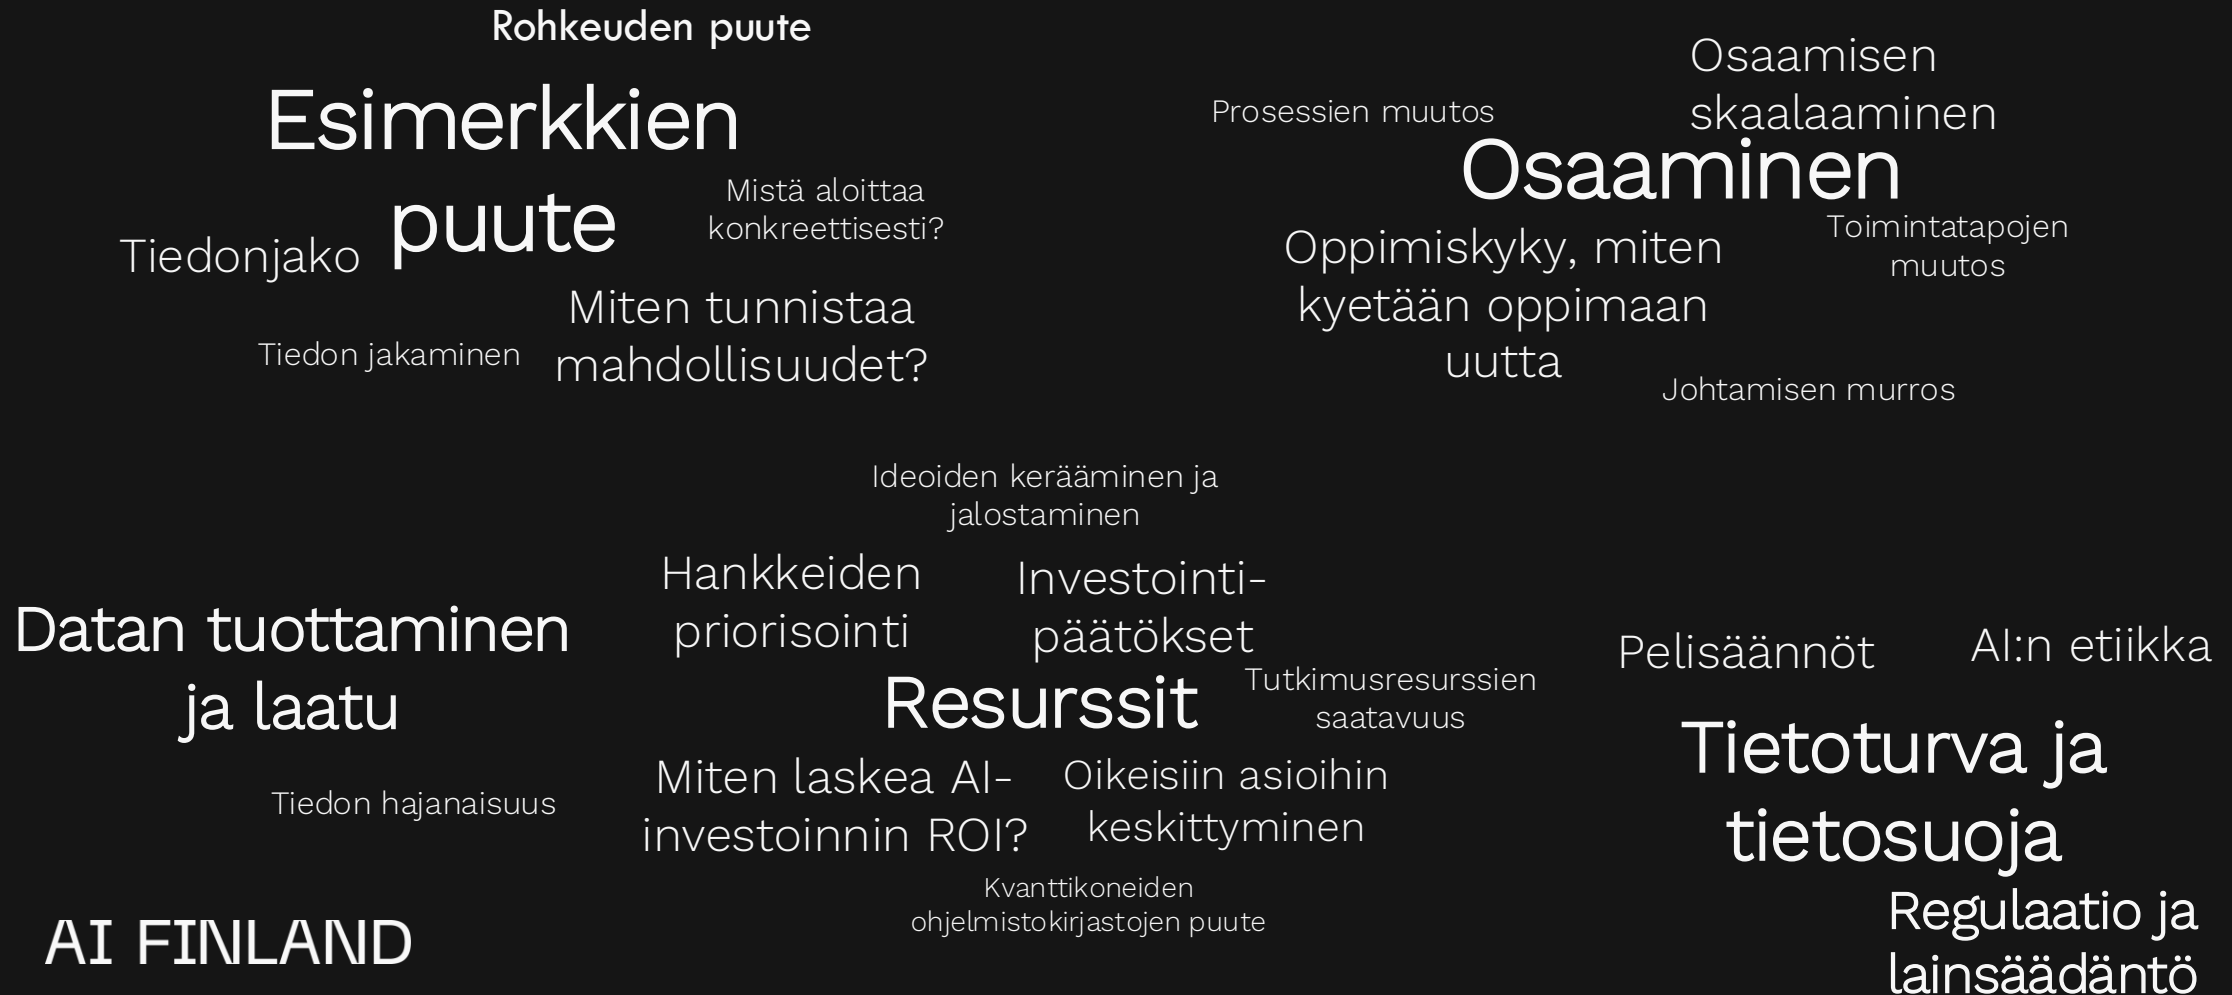 Rohkeuden puute
Esimerkkien
puute
Mistä aloittaa
konkreettisesti?
Tiedonjako
Miten tunnistaa
mahdollisuudet?
Tiedon jakaminen
Osaamisen
skaalaaminen
Prosessien muutos
Osaaminen
Toimintatapojen
muutos
Oppimiskyky, miten
kyetään oppimaan
uutta
Johtamisen murros
Ideoiden kerääminen ja
jalostaminen
Hankkeiden
priorisointi
Investointi-
päätökset
Datan tuottaminen
ja laatu
Tiedon hajanaisuus
Resurssit
Tutkimusresurssien
saatavuus
Miten laskea AI-
investoinnin ROI?
Oikeisiin asioihin
keskittyminen
Kvanttikoneiden
ohjelmistokirjastojen puute
Pelisäännöt
AI:n etiikka
Tietoturva ja
tietosuoja
Regulaatio ja
lainsäädäntö
AI FINLAND